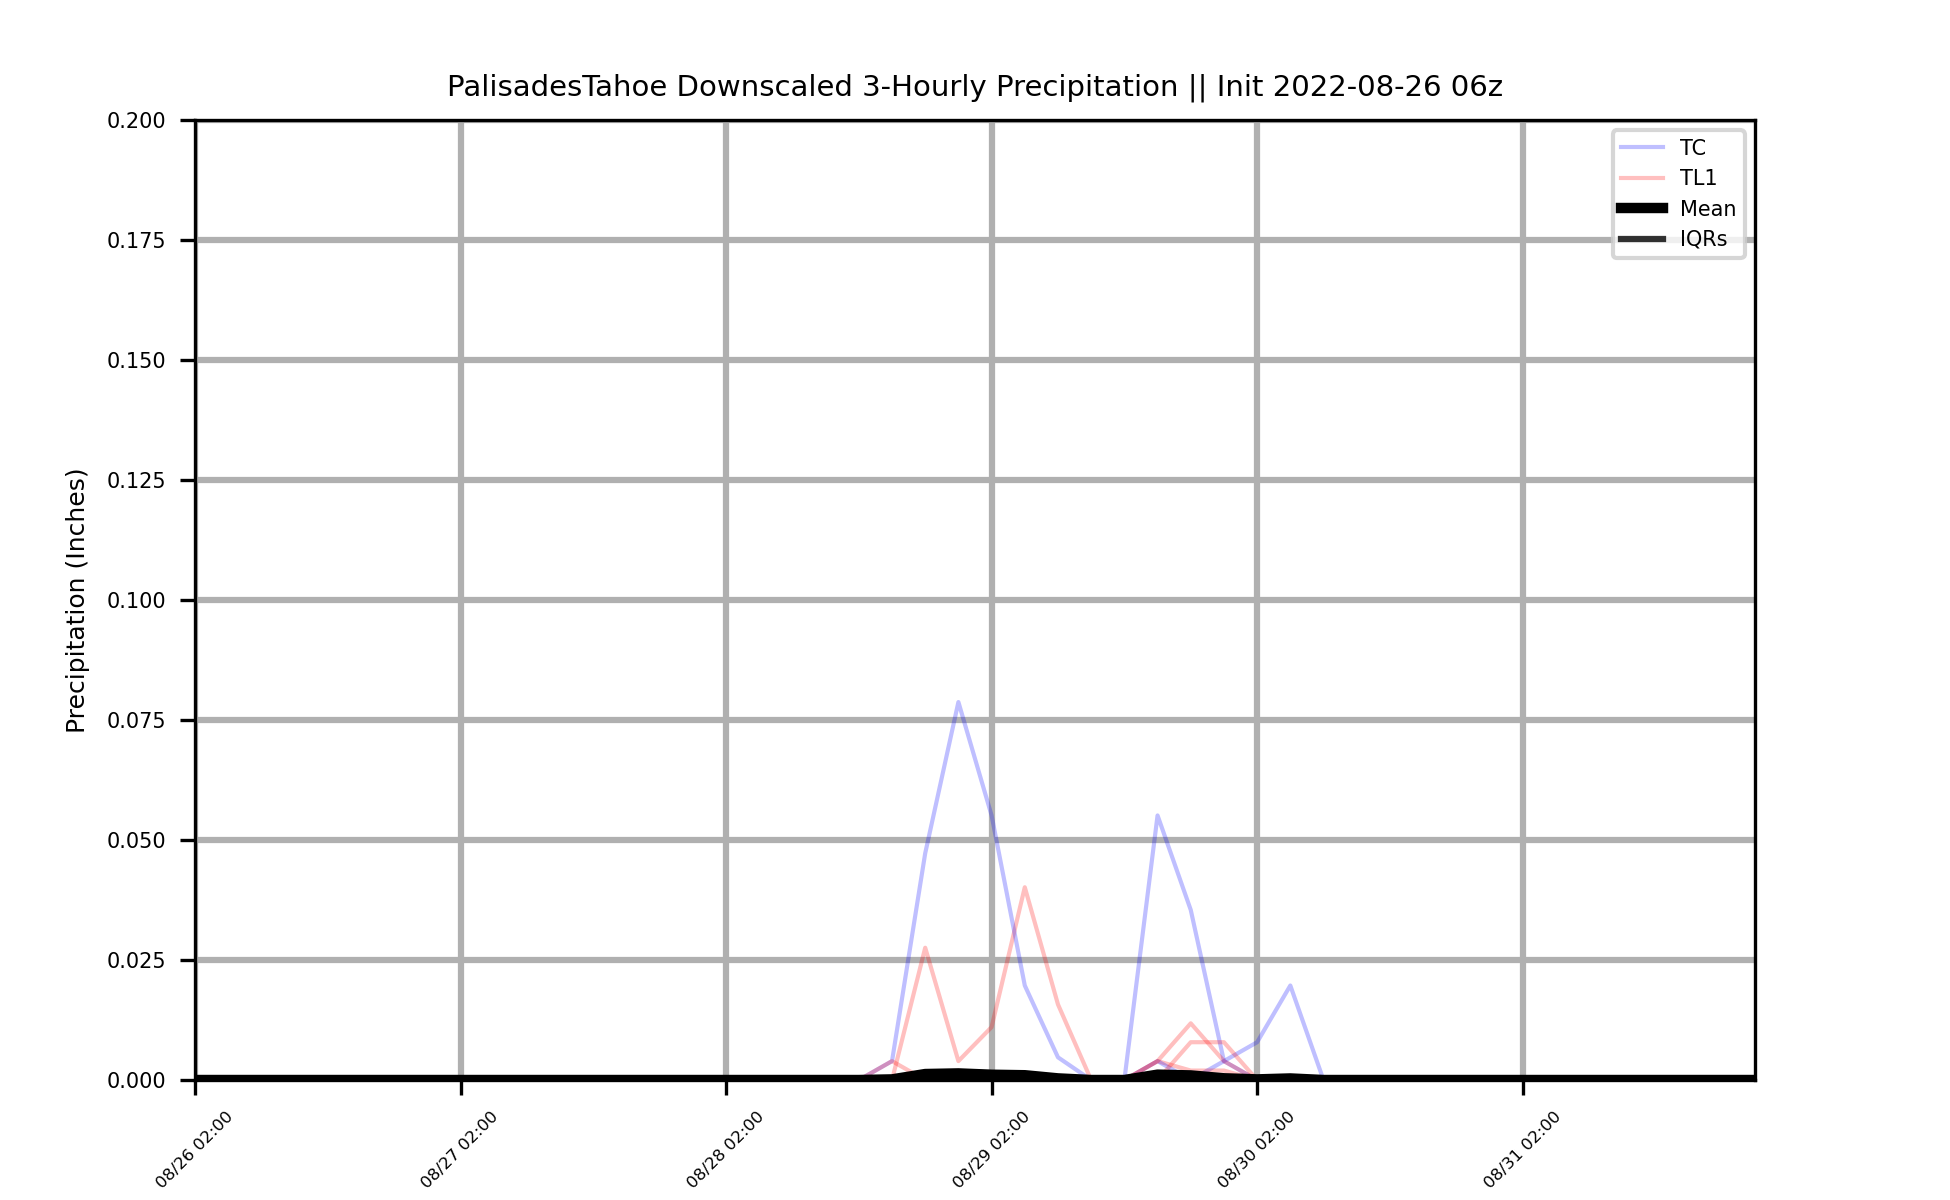 PalisadesTahoe Downscaled 3-Hourly Precipitation || Init 2022-08-26 06z
TC
TL1
Mean
IQRs
Precipitation (Inches)
0.200
0.175
0.150
0.125
0.100
0.075
0.050
0.025
0.000
08/26 02:00
08/27 02:00
08/28 02:00
08/29 02:00
08/30 02:00
08/31 02:00